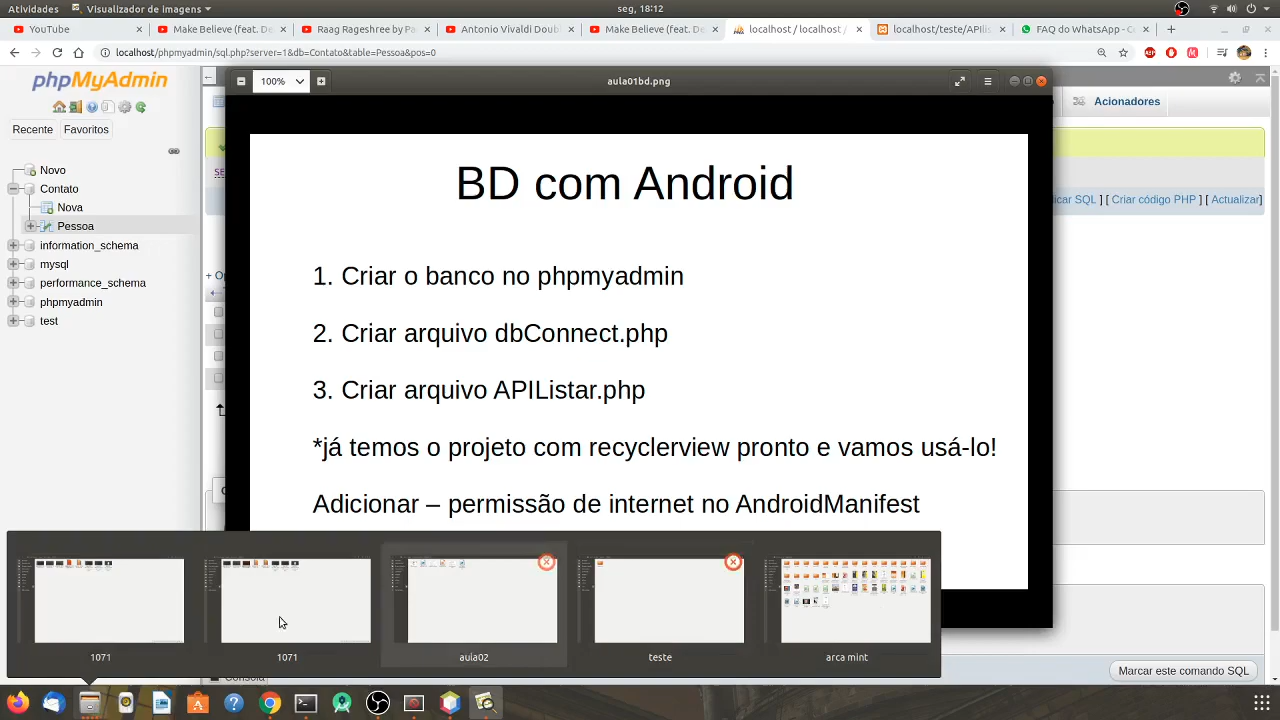 Atividades
Visualizador de imagens
seg, 18:12
YouTube
Make Believe (feat. De
Raag Rageshree by Pa
Antonio Vivaldi Doubl
Make Believe (feat. De
localhost / localhost /
localhost/teste/APIlis
FAQ do WhatsApp - Co
localhost/phpmyadmin/sql.php?server=1&db=Contato&table=Pessoa&pos=0
ABP
phpMyAdmin
Recente
Favoritos
Novo
Contato
Nova
Pessoa
information_schema
mysql
performance_schema
phpmyadmin
test
100%
aula01bd.png
Acionadores
SE
icar SQL ] [ Criar código PHP ] [ Actualizar]
+ Op
BD com Android
1. Criar o banco no phpmyadmin
2. Criar arquivo dbConnect.php
3. Criar arquivo APIListar.php
*já temos o projeto com recyclerview pronto e vamos usá-lo!
Adicionar – permissão de internet no AndroidManifest
1071
1071
aula02
teste
arca mint
Consola
Marcar este comando SQL